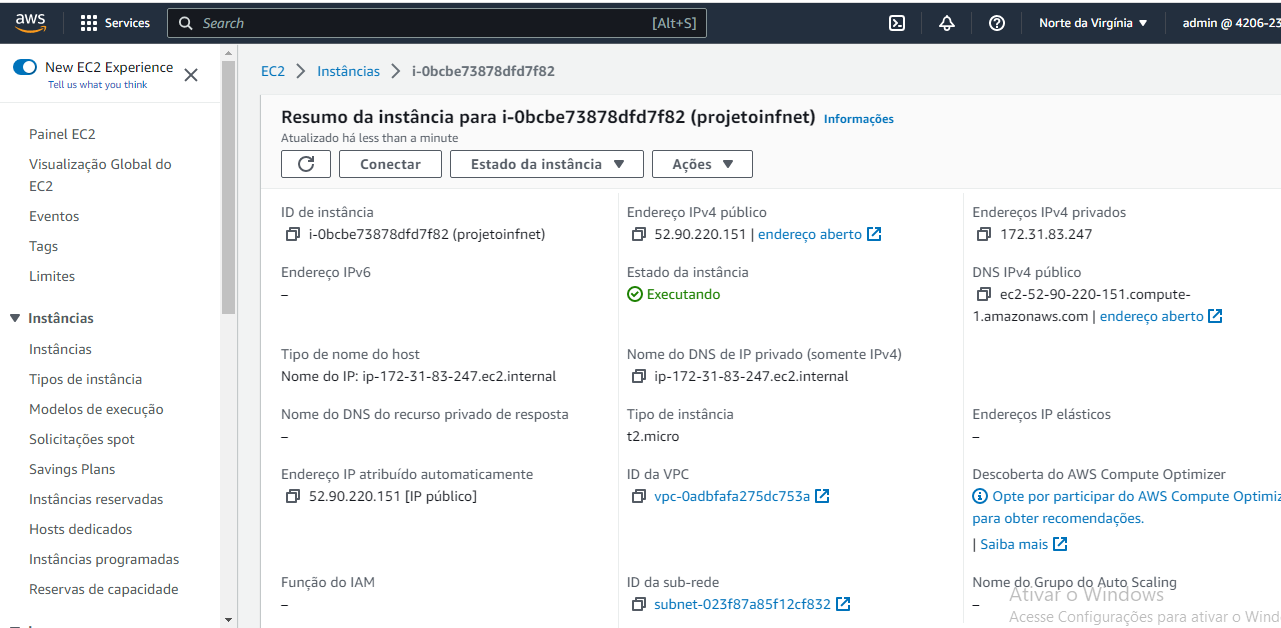 aws
Services
Search
[Alt+S]
Norte da Virgínia
admin @ 4206-23
New EC2 Experience
Tell us what you think
Painel EC2
Visualização Global do
EC2
Eventos
Tags
Limites
Instâncias
Instâncias
Tipos de instância
Modelos de execução
Solicitações spot
Savings Plans
Instâncias reservadas
Hosts dedicados
Instâncias programadas
Reservas de capacidade
EC2 > Instâncias > i-0bcbe73878dfd7f82
Resumo da instância para i-0bcbe73878dfd7f82 (projetoinfnet) Informações
Atualizado há less than a minute
Conectar
Estado da instância
Ações
ID de instância
i-0bcbe73878dfd7f82 (projetoinfnet)
Endereço IPv4 público
52.90.220.151 | endereço aberto
Endereços IPv4 privados
172.31.83.247
Endereço IPv6
–
Estado da instância
Executando
DNS IPv4 público
ec2-52-90-220-151.compute-
1.amazonaws.com | endereço aberto
Tipo de nome do host
Nome do IP: ip-172-31-83-247.ec2.internal
Nome do DNS de IP privado (somente IPv4)
ip-172-31-83-247.ec2.internal
Nome do DNS do recurso privado de resposta
–
Tipo de instância
t2.micro
Endereços IP elásticos
–
Endereço IP atribuído automaticamente
52.90.220.151 [IP público]
ID da VPC
vpc-0adbfafa275dc753a
Descoberta do AWS Compute Optimizer
Opte por participar do AWS Compute Optimiz
para obter recomendações.
| Saiba mais
Função do IAM
–
ID da sub-rede
subnet-023f87a85f12cf832
Nome do Grupo do Auto Scaling
–
Ativar o Windows
Acesse Configurações para ativar o Wind